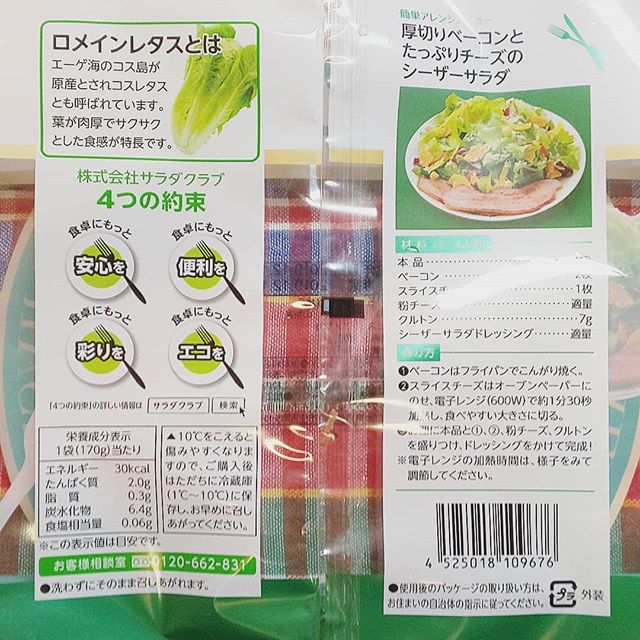 ロメインレタスとは
エーゲ海のコス島が
原産とされコスレタス
とも呼ばれています。
葉が肉厚でサクサク
とした食感が特長です。
株式会社サラダクラブ
4つの約束
食卓にもっと
安心を
食卓にもっと
便利を
食卓にもっと
彩りを
食卓にもっと
エコを
「4つの約束」の詳しい情報は サラダクラブ 検索
栄養成分表示
1袋(170g)当たり
エネルギー 30kcal
たんぱく質 2.0g
脂質 0.3g
炭水化物 6.4g
食塩相当量 0.06g
※この表示値は目安です。
▲10℃をこえると
傷みやすくなりま
すので、ご購入後
はただちに冷蔵庫
(1℃～10℃)に保
存し、お早めに召し
あがってください。
お客様相談室 0120-662-831
●洗わずにそのまま召しあがれます。
簡単アレンジ
厚切りベーコンと
たっぷりチーズの
シーザーサラダ
本品
ベーコン 2枚
スライスチ 1枚
粉チーズ 適量
クルトン 7g
シーザーサラダドレッシング 適量
作り方
❶ベーコンはフライパンでこんがり焼く。
❷スライスチーズはオーブンペーパーに
のせ、電子レンジ(600W)で約1分30秒
加熱し、食べやすい大きさに切る。
お皿に本品と①、②、粉チーズ、クルトン
を盛りつけ、ドレッシングをかけて完成!
※電子レンジの加熱時間は、様子をみて
調節してください。
4 525018 109676
●使用後のパッケージの取り扱い方は、
お住まいの自治体の指示に従ってください。
プラ 外装